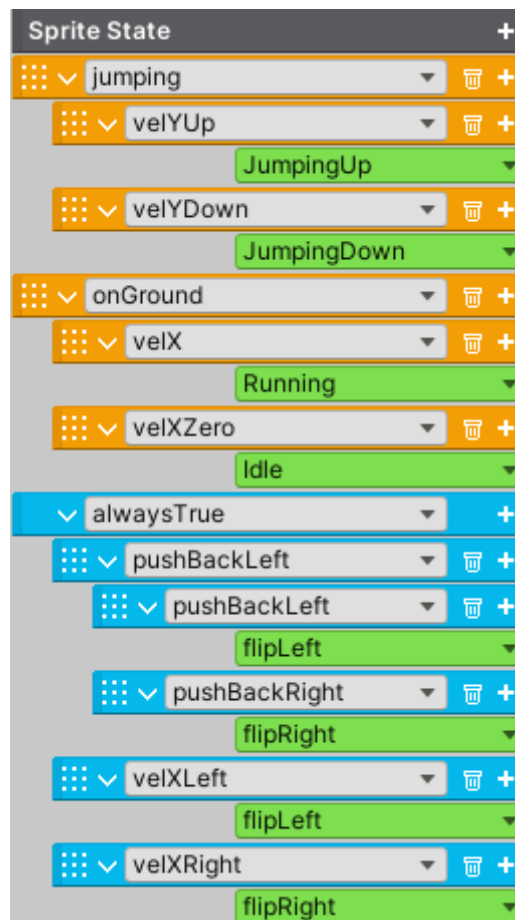 Sprite State
jumping
velYUp
JumpingUp
velYDown
JumpingDown
onGround
velX
Running
velXZero
Idle
alwaysTrue
pushBackLeft
pushBackLeft
flipLeft
pushBackRight
flipRight
velXLeft
flipLeft
velXRight
flipRight